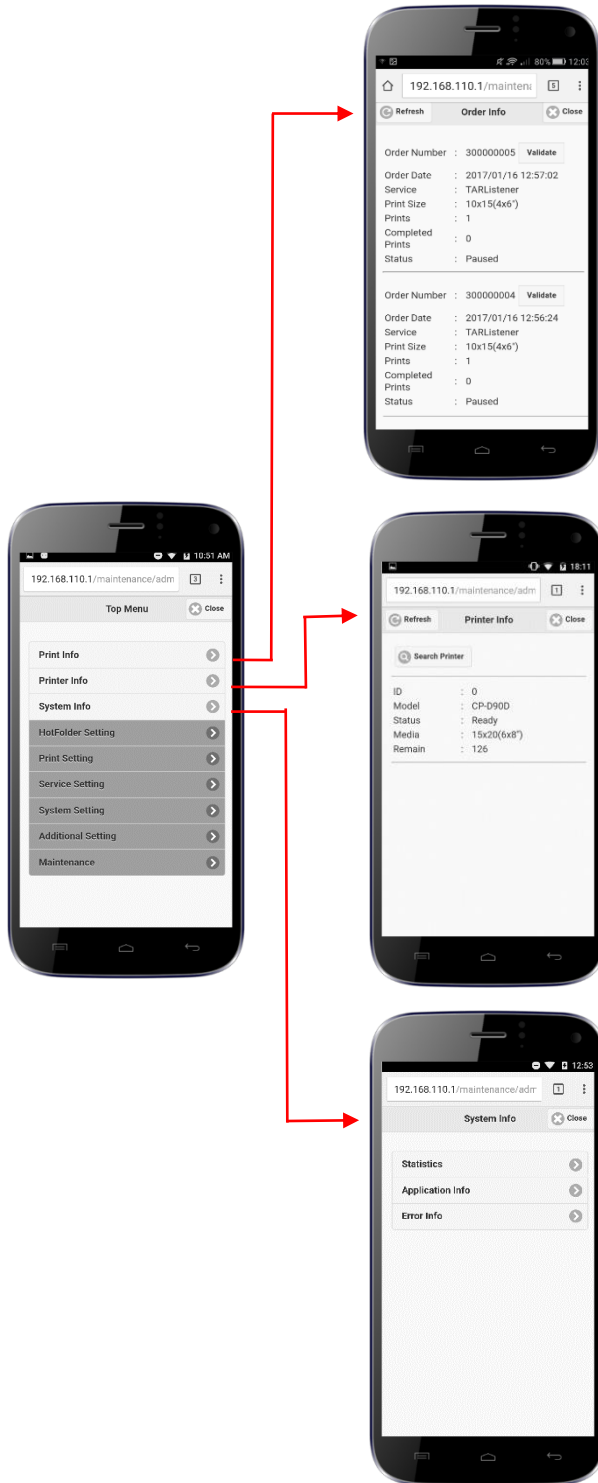 80% 12:03
192.168.110.1/maintenа 5
Refresh Order Info Close
Order Number : 300000005 Validate
Order Date : 2017/01/16 12:57:02
Service : TARListener
Print Size : 10x15(4x6")
Prints : 1
Completed
Prints : 0
Status : Paused
Order Number : 300000004 Validate
Order Date : 2017/01/16 12:56:24
Service : TARListener
Print Size : 10x15(4x6")
Prints : 1
Completed
Prints : 0
Status : Paused
10:51 AM
192.168.110.1/maintenance/adm 3
Top Menu Close
Print Info
Printer Info
System Info
HotFolder Setting
Print Setting
Service Setting
System Setting
Additional Setting
Maintenance
18:11
192.168.110.1/maintenance/adm 1
Refresh Printer Info Close
Search Printer
ID : 0
Model : CP-D90D
Status : Ready
Media : 15x20(6x8")
Remain : 126
12:53
192.168.110.1/maintenance/adm 1
System Info Close
Statistics
Application Info
Error Info